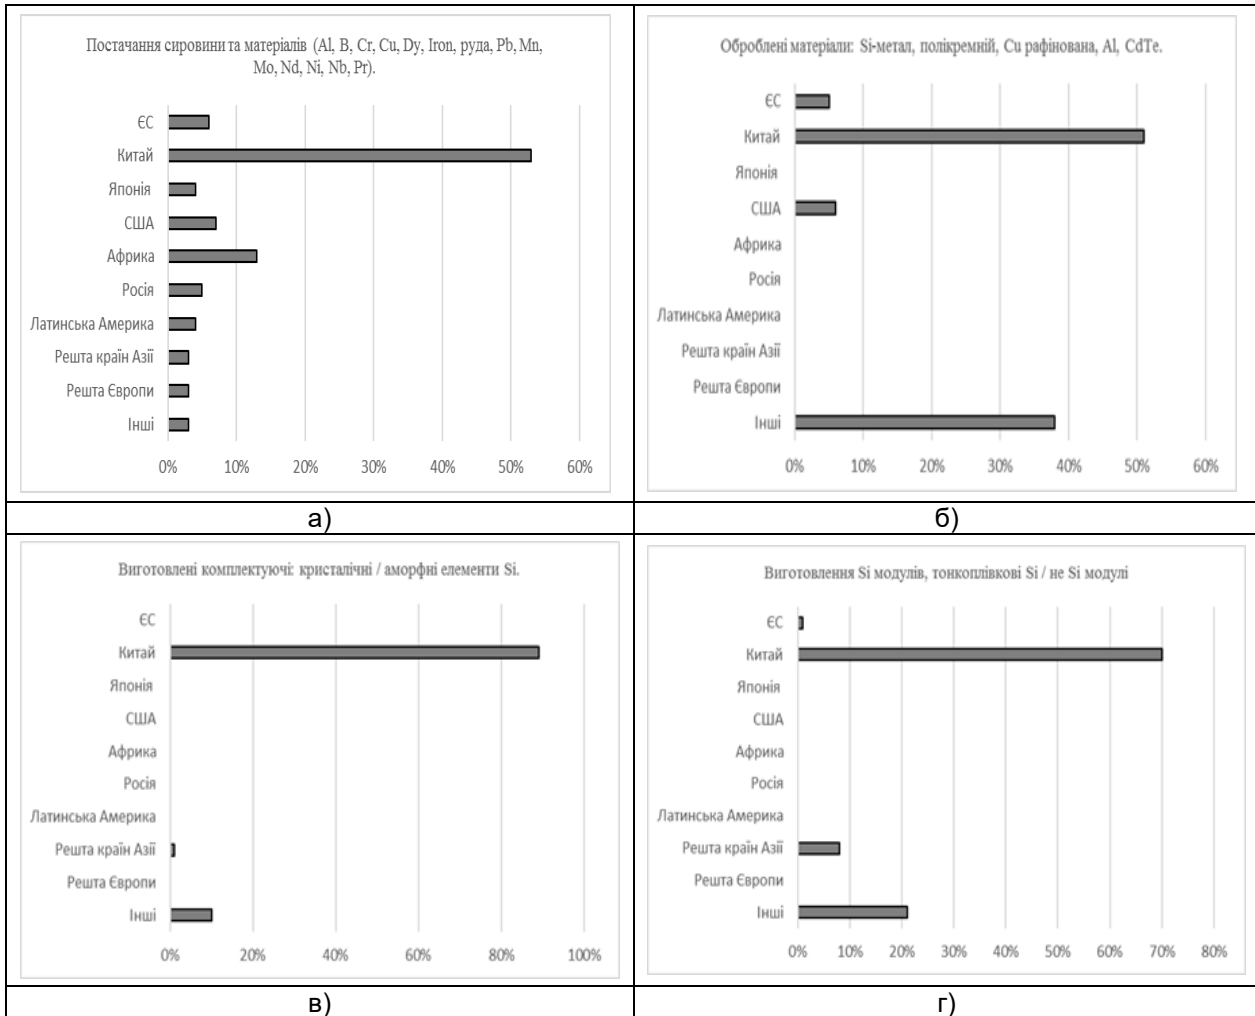 Постачання сировини та матеріалів (Al, B, Cr, Cu, Dy, Iron, руда, Pb, Mn,
Mo, Nd, Ni, Nb, Pr).
ЄС
Китай
Японія
США
Африка
Росія
Латинська Америка
Решта країн Азії
Решта Європи
Інші
0% 10% 20% 30% 40% 50% 60%
а)
Оброблені матеріали: Si-метал, полікремній, Cu рафінована, Al, CdTe.
ЄС
Китай
Японія
США
Африка
Росія
Латинська Америка
Решта країн Азії
Решта Європи
Інші
0% 10% 20% 30% 40% 50% 60%
б)
Виготовлені комплектуючі: кристалічні / аморфні елементи Si.
ЄС
Китай
Японія
США
Африка
Росія
Латинська Америка
Решта країн Азії
Решта Європи
Інші
0% 20% 40% 60% 80% 100%
в)
Виготовлення Si модулів, тонкоплівкові Si / не Si модулі
ЄС
Китай
Японія
США
Африка
Росія
Латинська Америка
Решта країн Азії
Решта Європи
Інші
0% 10% 20% 30% 40% 50% 60% 70% 80%
г)